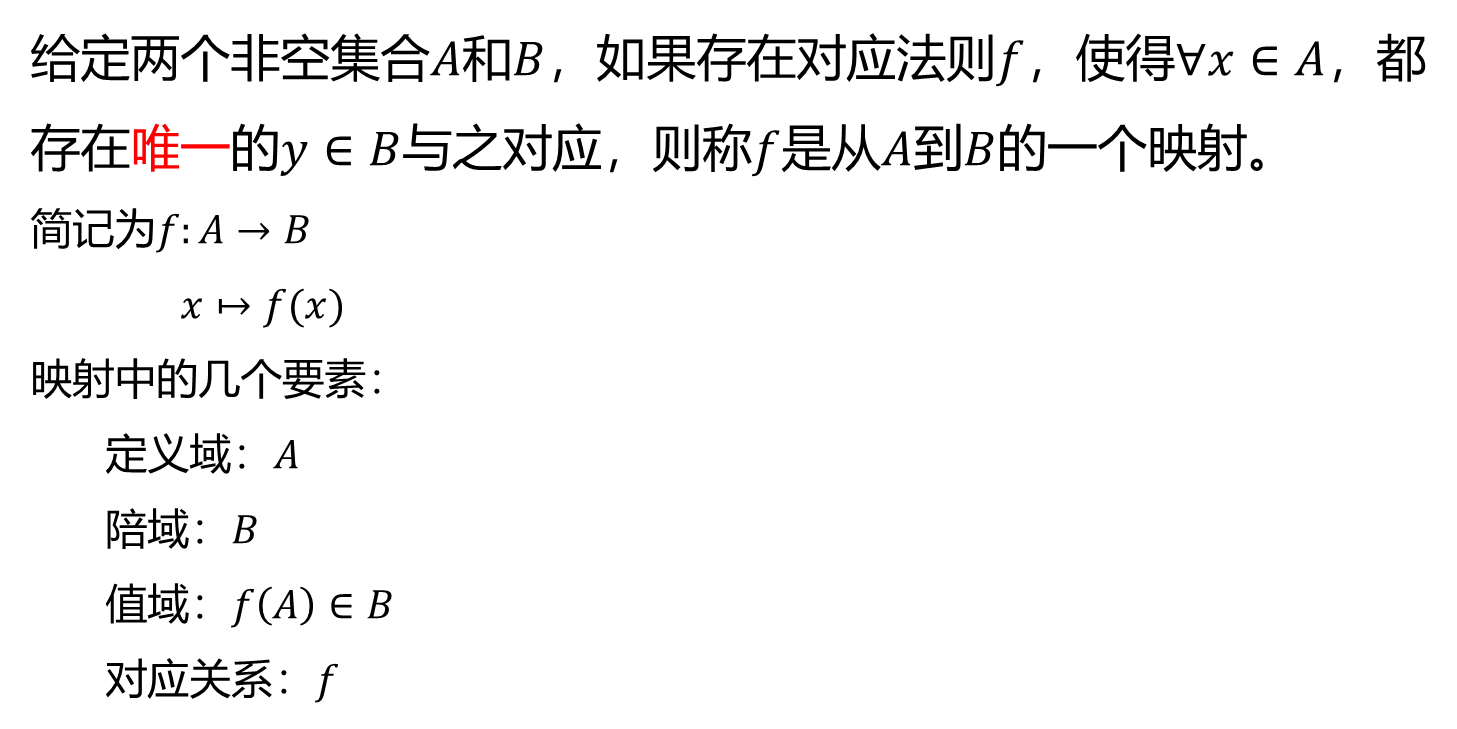 给定两个非空集合A和B，如果存在对应法则f，使得∀x ∈ A，都
存在唯一的y ∈ B与之对应，则称f是从A到B的一个映射。
简记为f: A → B
x ↦ f(x)
映射中的几个要素：
定义域：A
陪域：B
值域：f(A) ∈ B
对应关系：f